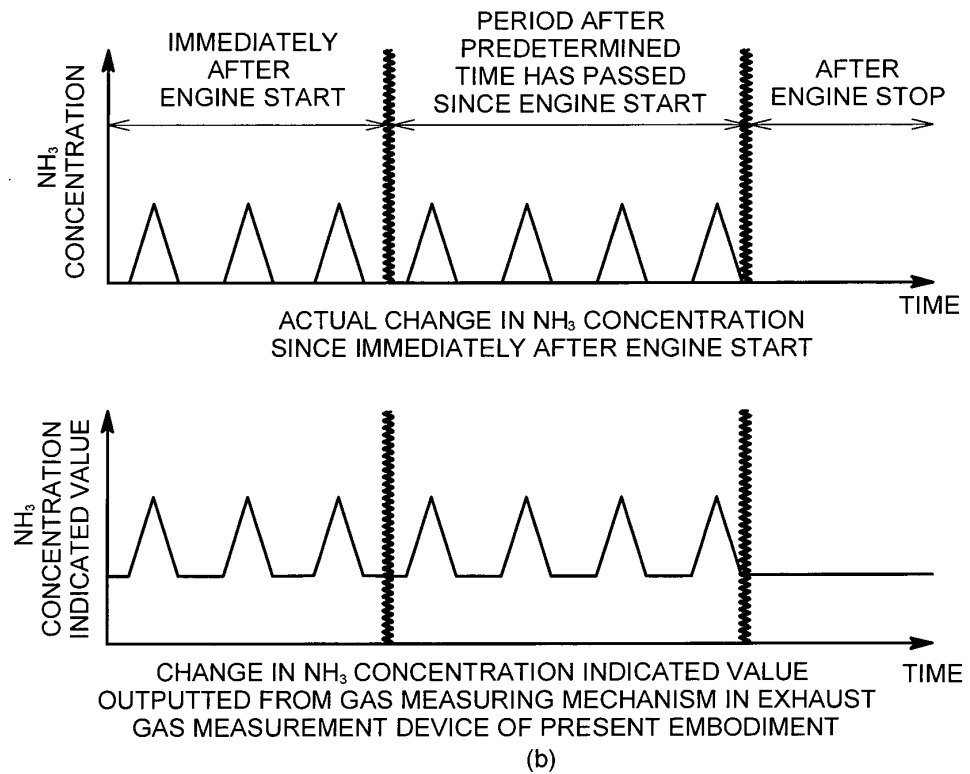 IMMEDIATELY
AFTER
ENGINE START
PERIOD AFTER
PREDETERMINED
TIME HAS PASSED
SINCE ENGINE START
AFTER
ENGINE STOP
NH₃
CONCENTRATION
TIME
ACTUAL CHANGE IN NH₃ CONCENTRATION
SINCE IMMEDIATELY AFTER ENGINE START
NH₃
CONCENTRATION
INDICATED VALUE
TIME
CHANGE IN NH₃ CONCENTRATION INDICATED VALUE
OUTPUTTED FROM GAS MEASURING MECHANISM IN EXHAUST
GAS MEASUREMENT DEVICE OF PRESENT EMBODIMENT
(b)